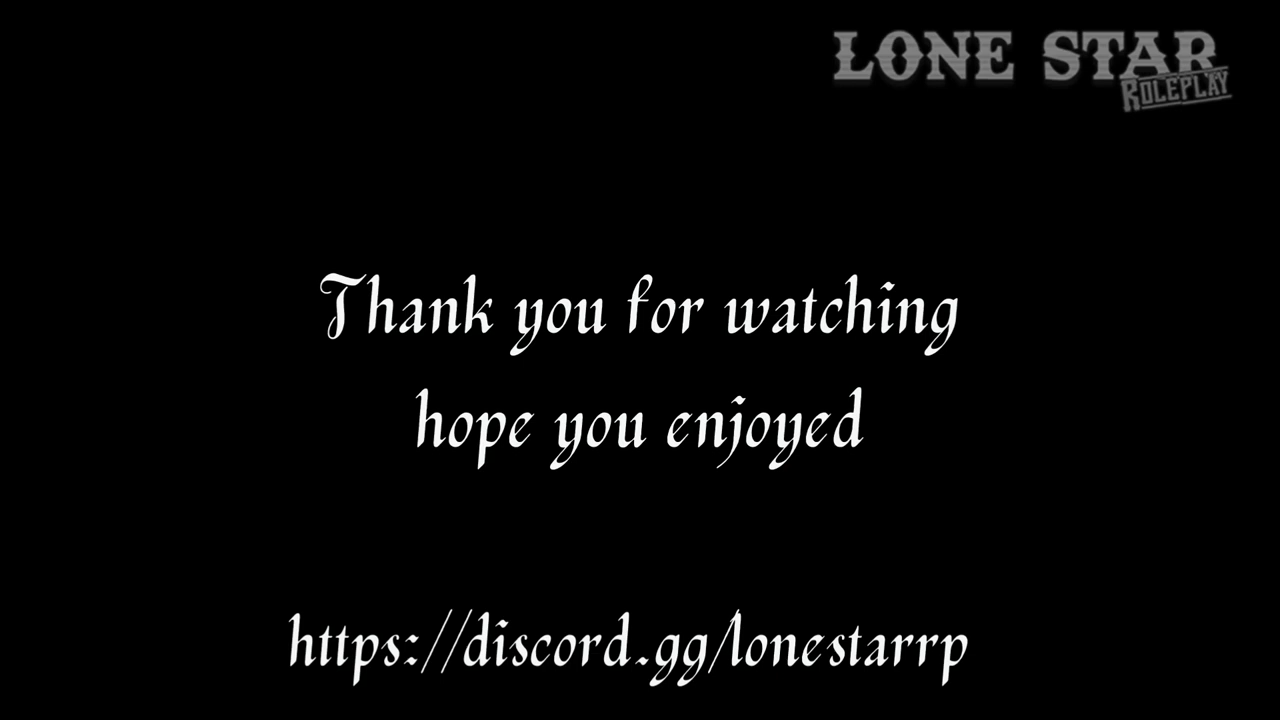 LONE STAR
ROLEPLAY
Thank you for watching
hope you enjoyed
https://discord.gg/lonestarrp